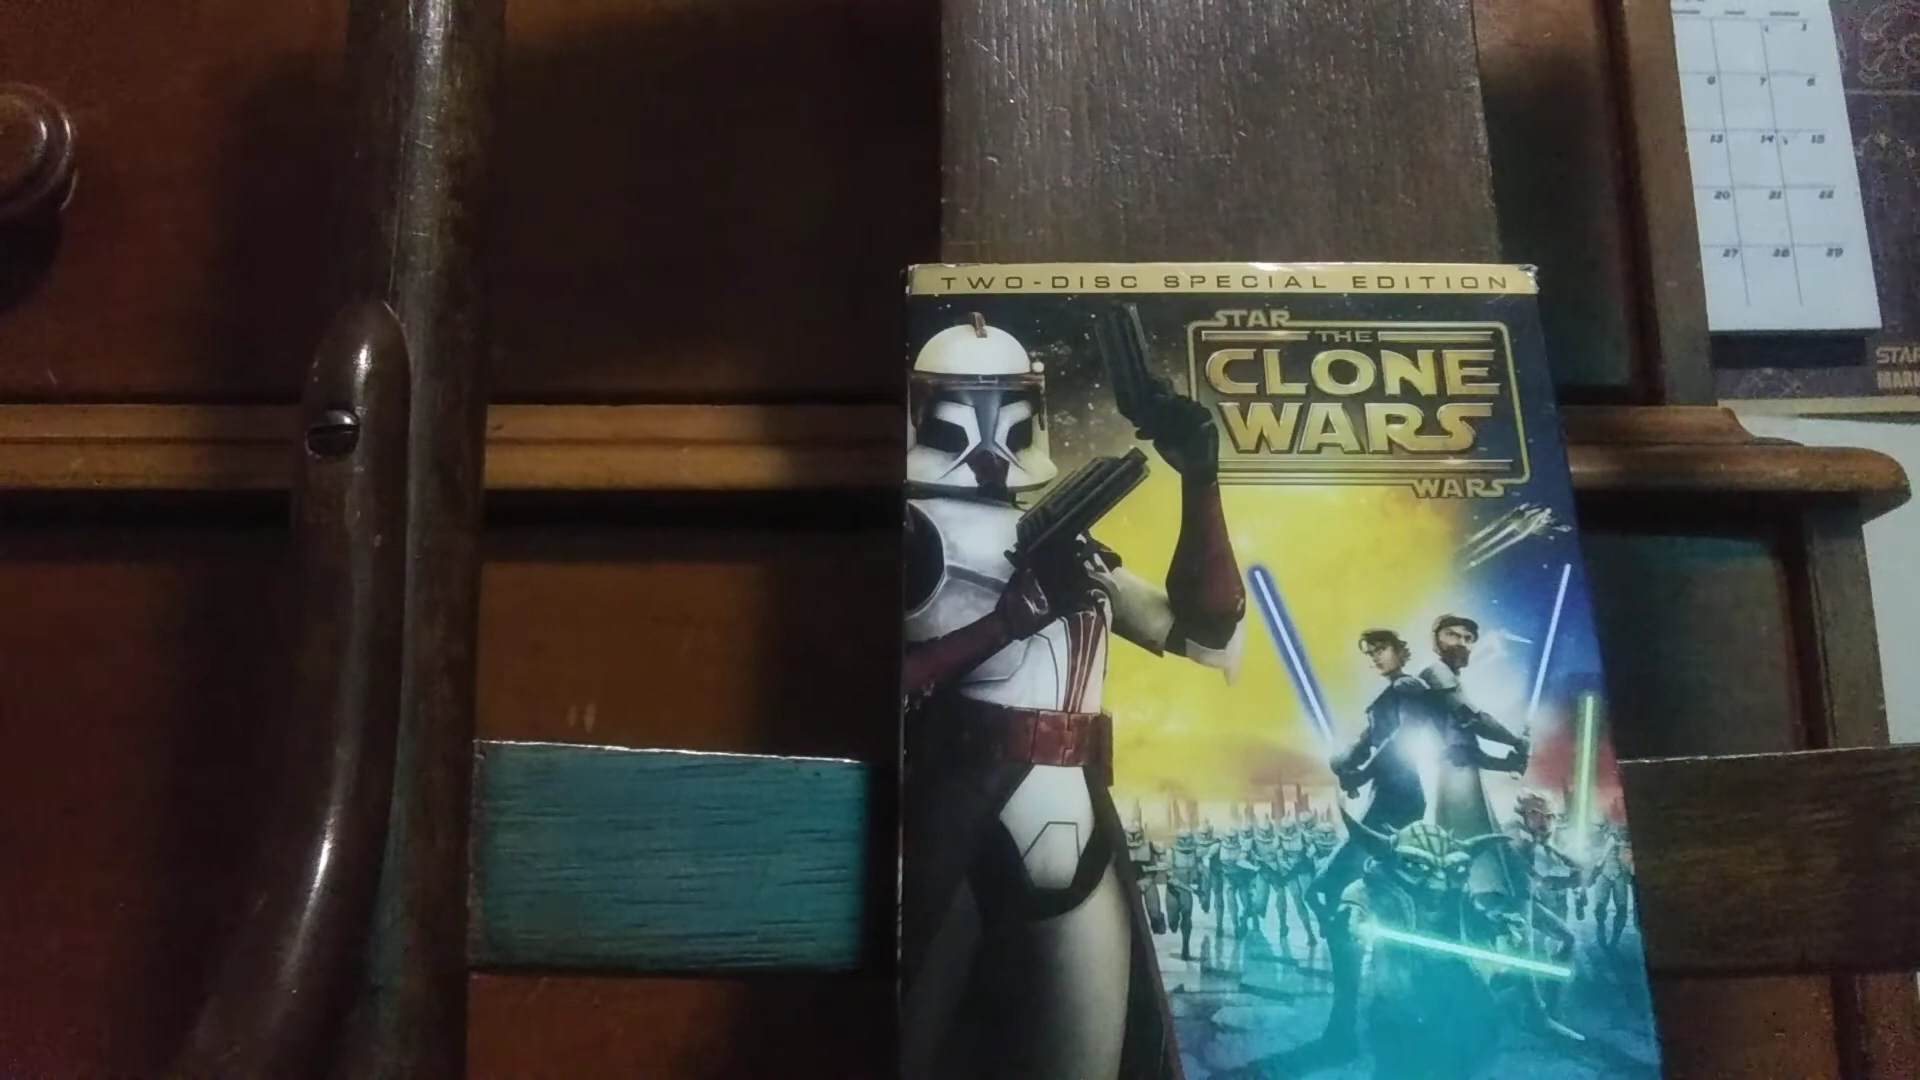 TWO-DISC SPECIAL EDITION
STAR
THE
CLONE
WARS
WARS
1
6 7 8
13 14 15
20 21 22
27 28 29
STAR